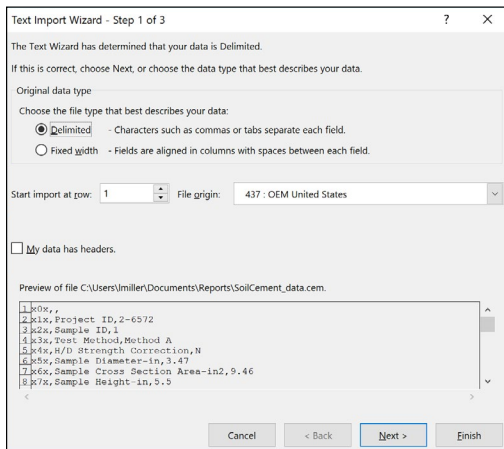 Text Import Wizard - Step 1 of 3 ? X
The Text Wizard has determined that your data is Delimited.
If this is correct, choose Next, or choose the data type that best describes your data.
Original data type
Choose the file type that best describes your data:
Delimited - Characters such as commas or tabs separate each field.
Fixed width - Fields are aligned in columns with spaces between each field.
Start import at row: 1 File origin: 437 : OEM United States
My data has headers.
Preview of file C:\Users\lmiller\Documents\Reports\SoilCement_data.cem.
1 x0x,,
2 x1x,Project ID,2-6572
3 x2x,Sample ID,1
4 x3x,Test Method,Method A
5 x4x,H/D Strength Correction,N
6 x5x,Sample Diameter-in,3.47
7 x6x,Sample Cross Section Area-in2,9.46
8 x7x,Sample Height-in,5.5
Cancel < Back Next > Finish